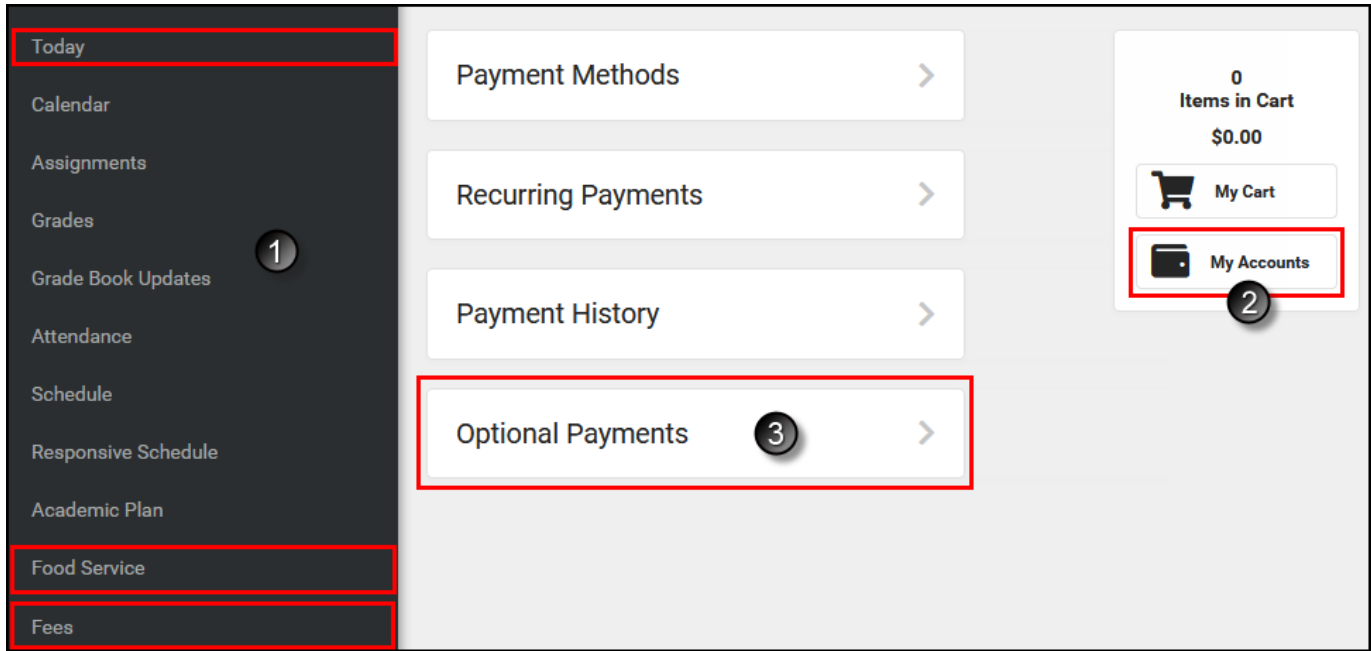 Today
Calendar
Assignments
Grades
1
Grade Book Updates
Attendance
Schedule
Responsive Schedule
Academic Plan
Food Service
Fees
Payment Methods
Recurring Payments
Payment History
Optional Payments 3
0
Items in Cart
$0.00
My Cart
My Accounts
2